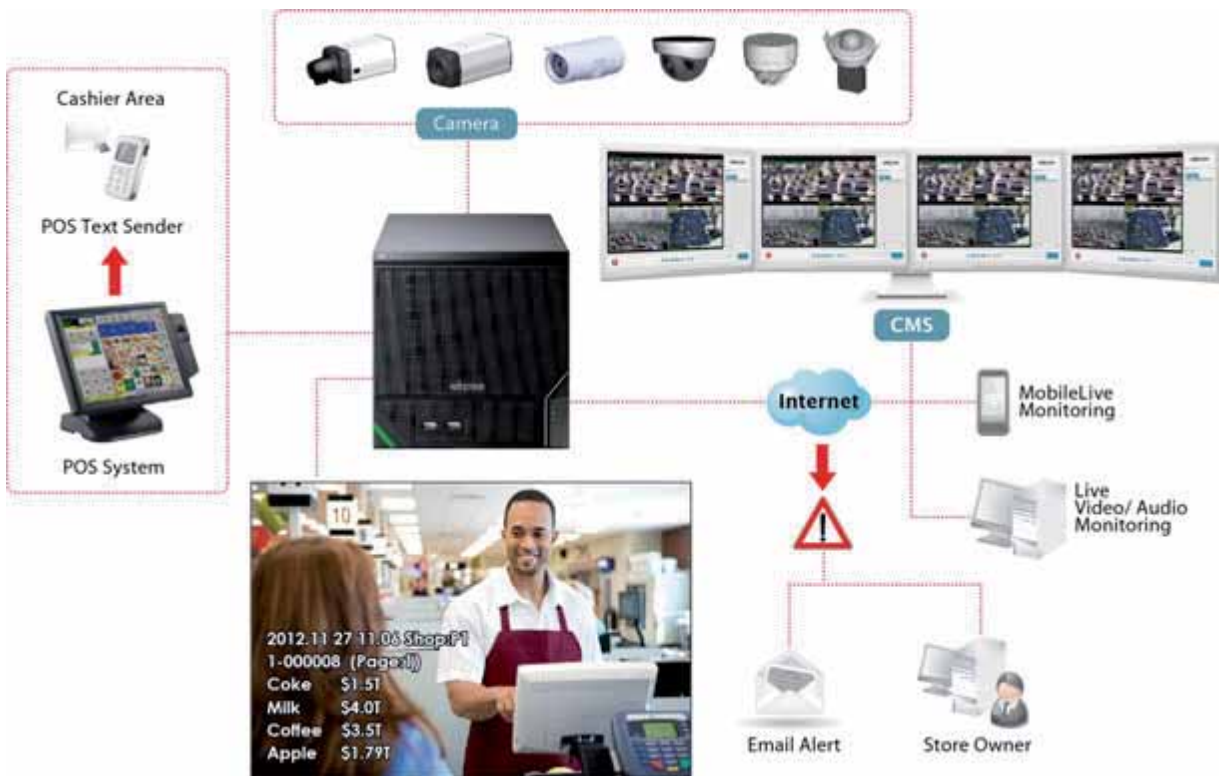 Camera
Cashier Area
POS Text Sender
POS System
CMS
Internet
MobileLive
Monitoring
Live
Video/ Audio
Monitoring
10
2012.11 27 11.06 Shop:P1
1-000008 (Page:1))
Coke $1.5T
Milk $4.0T
Coffee $3.5T
Apple $1.79T
Email Alert
Store Owner